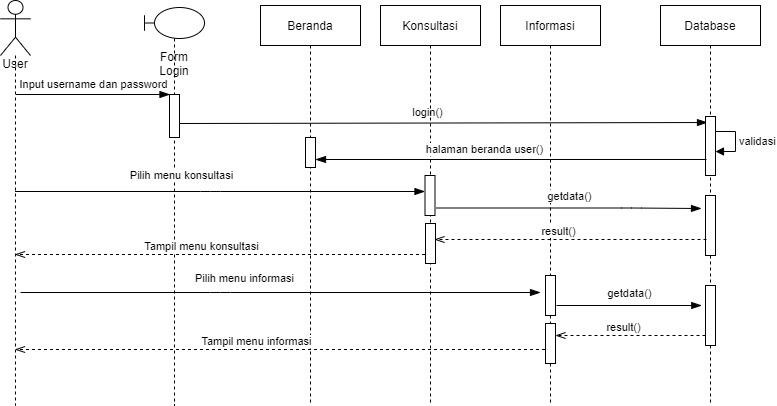 User
Form
Login
Beranda
Konsultasi
Informasi
Database
Input username dan password
login()
validasi
halaman beranda user()
Pilih menu konsultasi
getdata()
result()
Tampil menu konsultasi
Pilih menu informasi
getdata()
result()
Tampil menu informasi